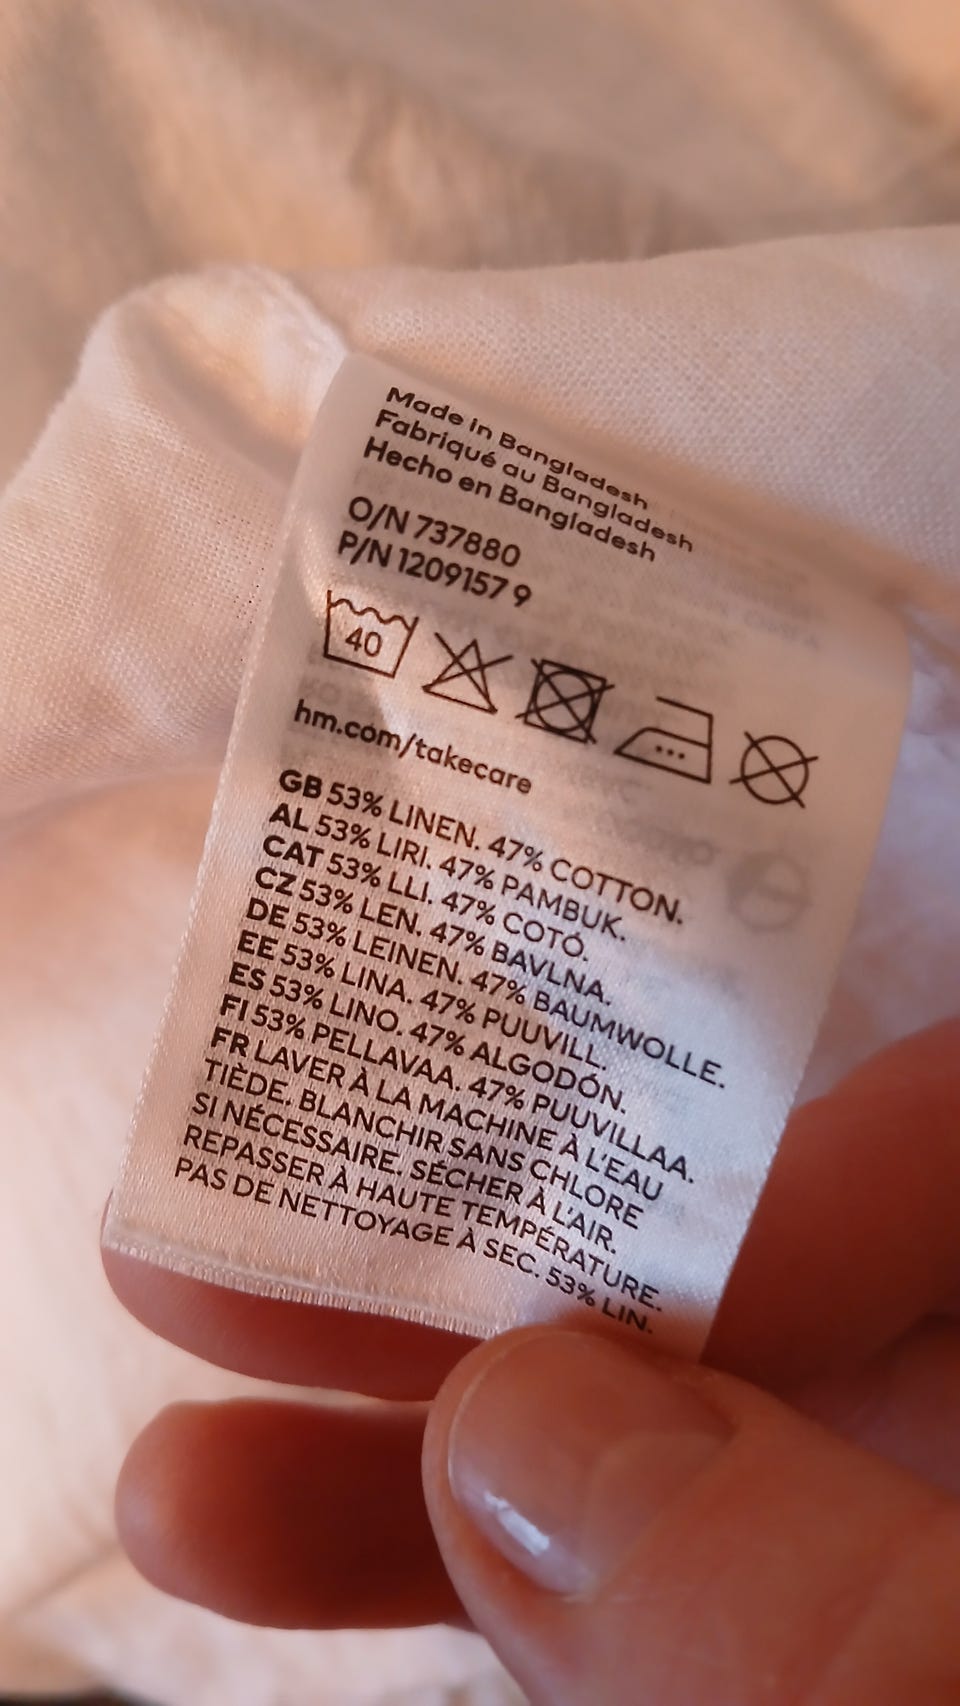 Made in Bangladesh
Fabriqué au Bangladesh
Hecho en Bangladesh
O/N 737880
P/N 1209157 9
40
hm.com/takecare
GB 53% LINEN. 47% COTTON.
AL 53% LIRI. 47% PAMBUK.
CAT 53% LLI. 47% COTÓ.
CZ 53% LEN. 47% BAVLNA.
DE 53% LEINEN. 47% BAUMWOLLE.
EE 53% LINA. 47% PUUVILL.
ES 53% LINO. 47% ALGODÓN.
FI 53% PELLAVAA. 47% PUUVILLAA.
FR LAVER À LA MACHINE À L'EAU
TIÈDE. BLANCHIR SANS CHLORE
SI NÉCESSAIRE. SÉCHER À L'AIR.
REPASSER À HAUTE TEMPÉRATURE.
PAS DE NETTOYAGE À SEC. 53% LIN.